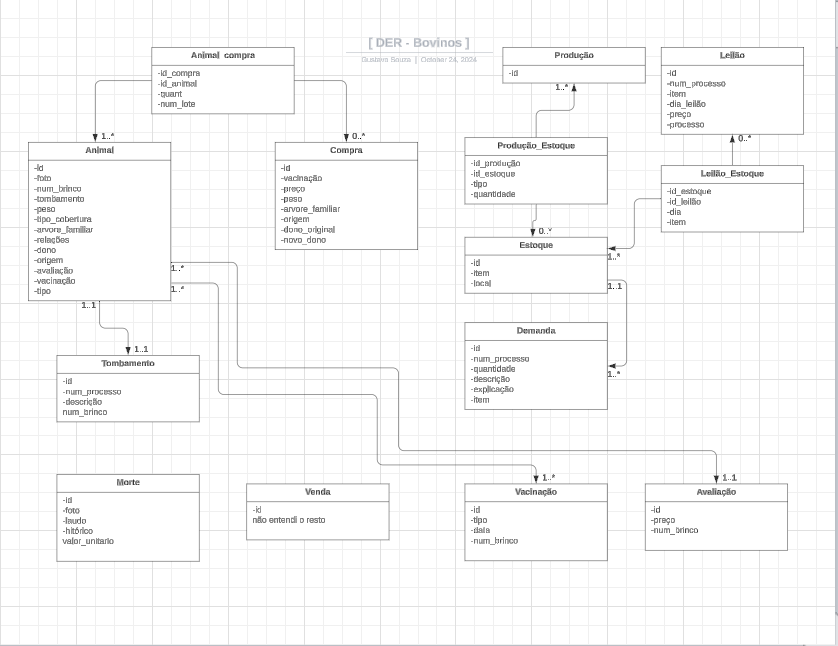 [ DER - Bovinos ]
Gustavo Sousa | October 24, 2024
Animal_compra
-id_compra
-id_animal
-quant
-num_lote
Produção
-id
Leilão
-id
-num_processo
-item
-dia_leilão
-preço
-processo
1..*
0..*
1..*
0..*
Animal
-id
-foto
-num_brinco
-tombamento
-peso
-tipo_cobertura
-arvore_familiar
-relações
-dono
-origem
-avaliação
-vacinação
-tipo
Compra
-id
-vacinação
-preço
-peso
-arvore_familiar
-origem
-dono_original
-novo_dono
Produção_Estoque
-id_produção
-id_estoque
-tipo
-quantidade
Leilão_Estoque
-id_estoque
-id_leilão
-dia
-item
0..*
1..*
Estoque
-id
-item
-local
1..*
1..*
1..1
1..1
1..1
Demanda
-id
-num_processo
-quantidade
-descrição
-explicação
-item
1..*
Tombamento
-id
-num_processo
-descrição
num_brinco
Morte
-id
-foto
-laudo
-hitórico
valor_unitario
Venda
-id
não entendi o resto
1..*
Vacinação
-id
-tipo
-data
-num_brinco
1..1
Avaliação
-id
-preço
-num_brinco